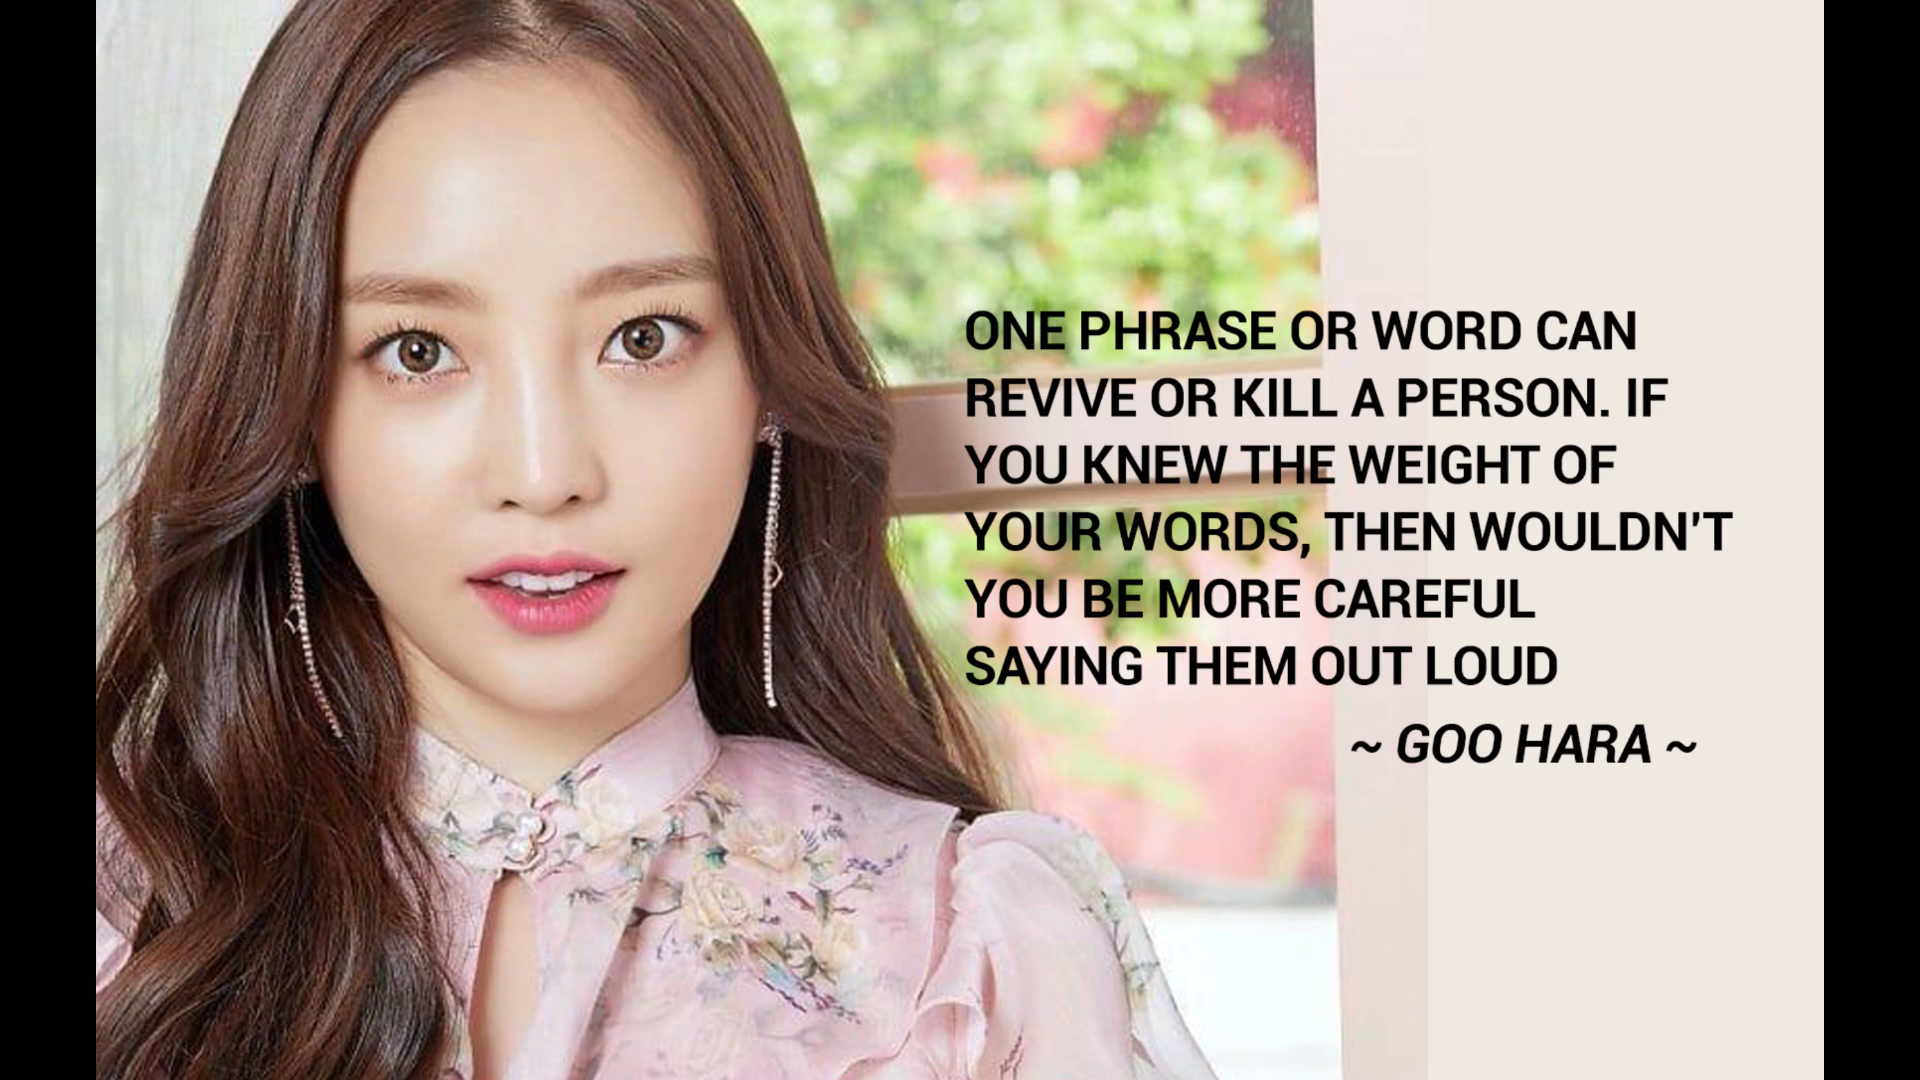 ONE PHRASE OR WORD CAN
REVIVE OR KILL A PERSON. IF
YOU KNEW THE WEIGHT OF
YOUR WORDS, THEN WOULDN'T
YOU BE MORE CAREFUL
SAYING THEM OUT LOUD
~ GOO HARA ~